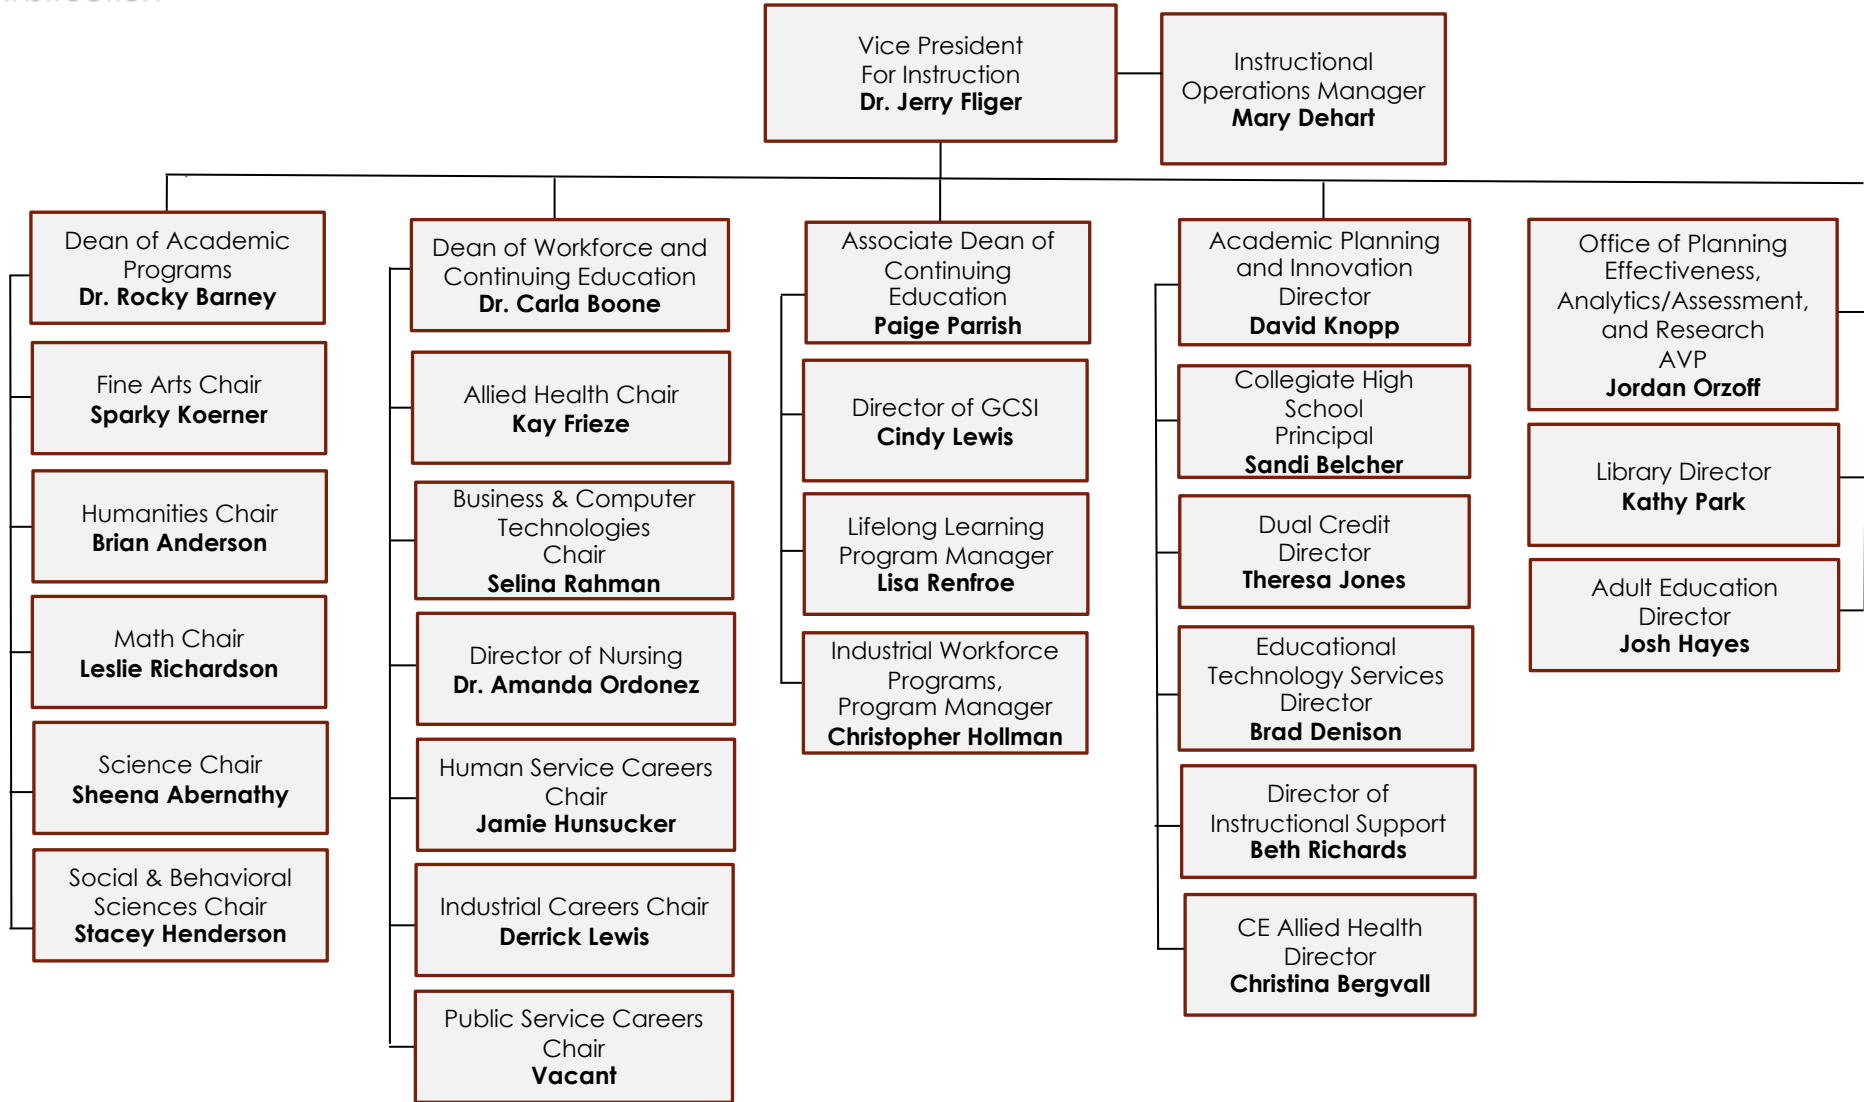 Vice President
For Instruction
Dr. Jerry Fliger
Instructional
Operations Manager
Mary Dehart
Dean of Academic
Programs
Dr. Rocky Barney
Fine Arts Chair
Sparky Koerner
Humanities Chair
Brian Anderson
Math Chair
Leslie Richardson
Science Chair
Sheena Abernathy
Social & Behavioral
Sciences Chair
Stacey Henderson
Dean of Workforce and
Continuing Education
Dr. Carla Boone
Allied Health Chair
Kay Frieze
Business & Computer
Technologies
Chair
Selina Rahman
Director of Nursing
Dr. Amanda Ordonez
Human Service Careers
Chair
Jamie Hunsucker
Industrial Careers Chair
Derrick Lewis
Public Service Careers
Chair
Vacant
Associate Dean of
Continuing
Education
Paige Parrish
Director of GCSI
Cindy Lewis
Lifelong Learning
Program Manager
Lisa Renfroe
Industrial Workforce
Programs,
Program Manager
Christopher Hollman
Academic Planning
and Innovation
Director
David Knopp
Collegiate High
School
Principal
Sandi Belcher
Dual Credit
Director
Theresa Jones
Educational
Technology Services
Director
Brad Denison
Director of
Instructional Support
Beth Richards
CE Allied Health
Director
Christina Bergvall
Office of Planning
Effectiveness,
Analytics/Assessment,
and Research
AVP
Jordan Orzoff
Library Director
Kathy Park
Adult Education
Director
Josh Hayes